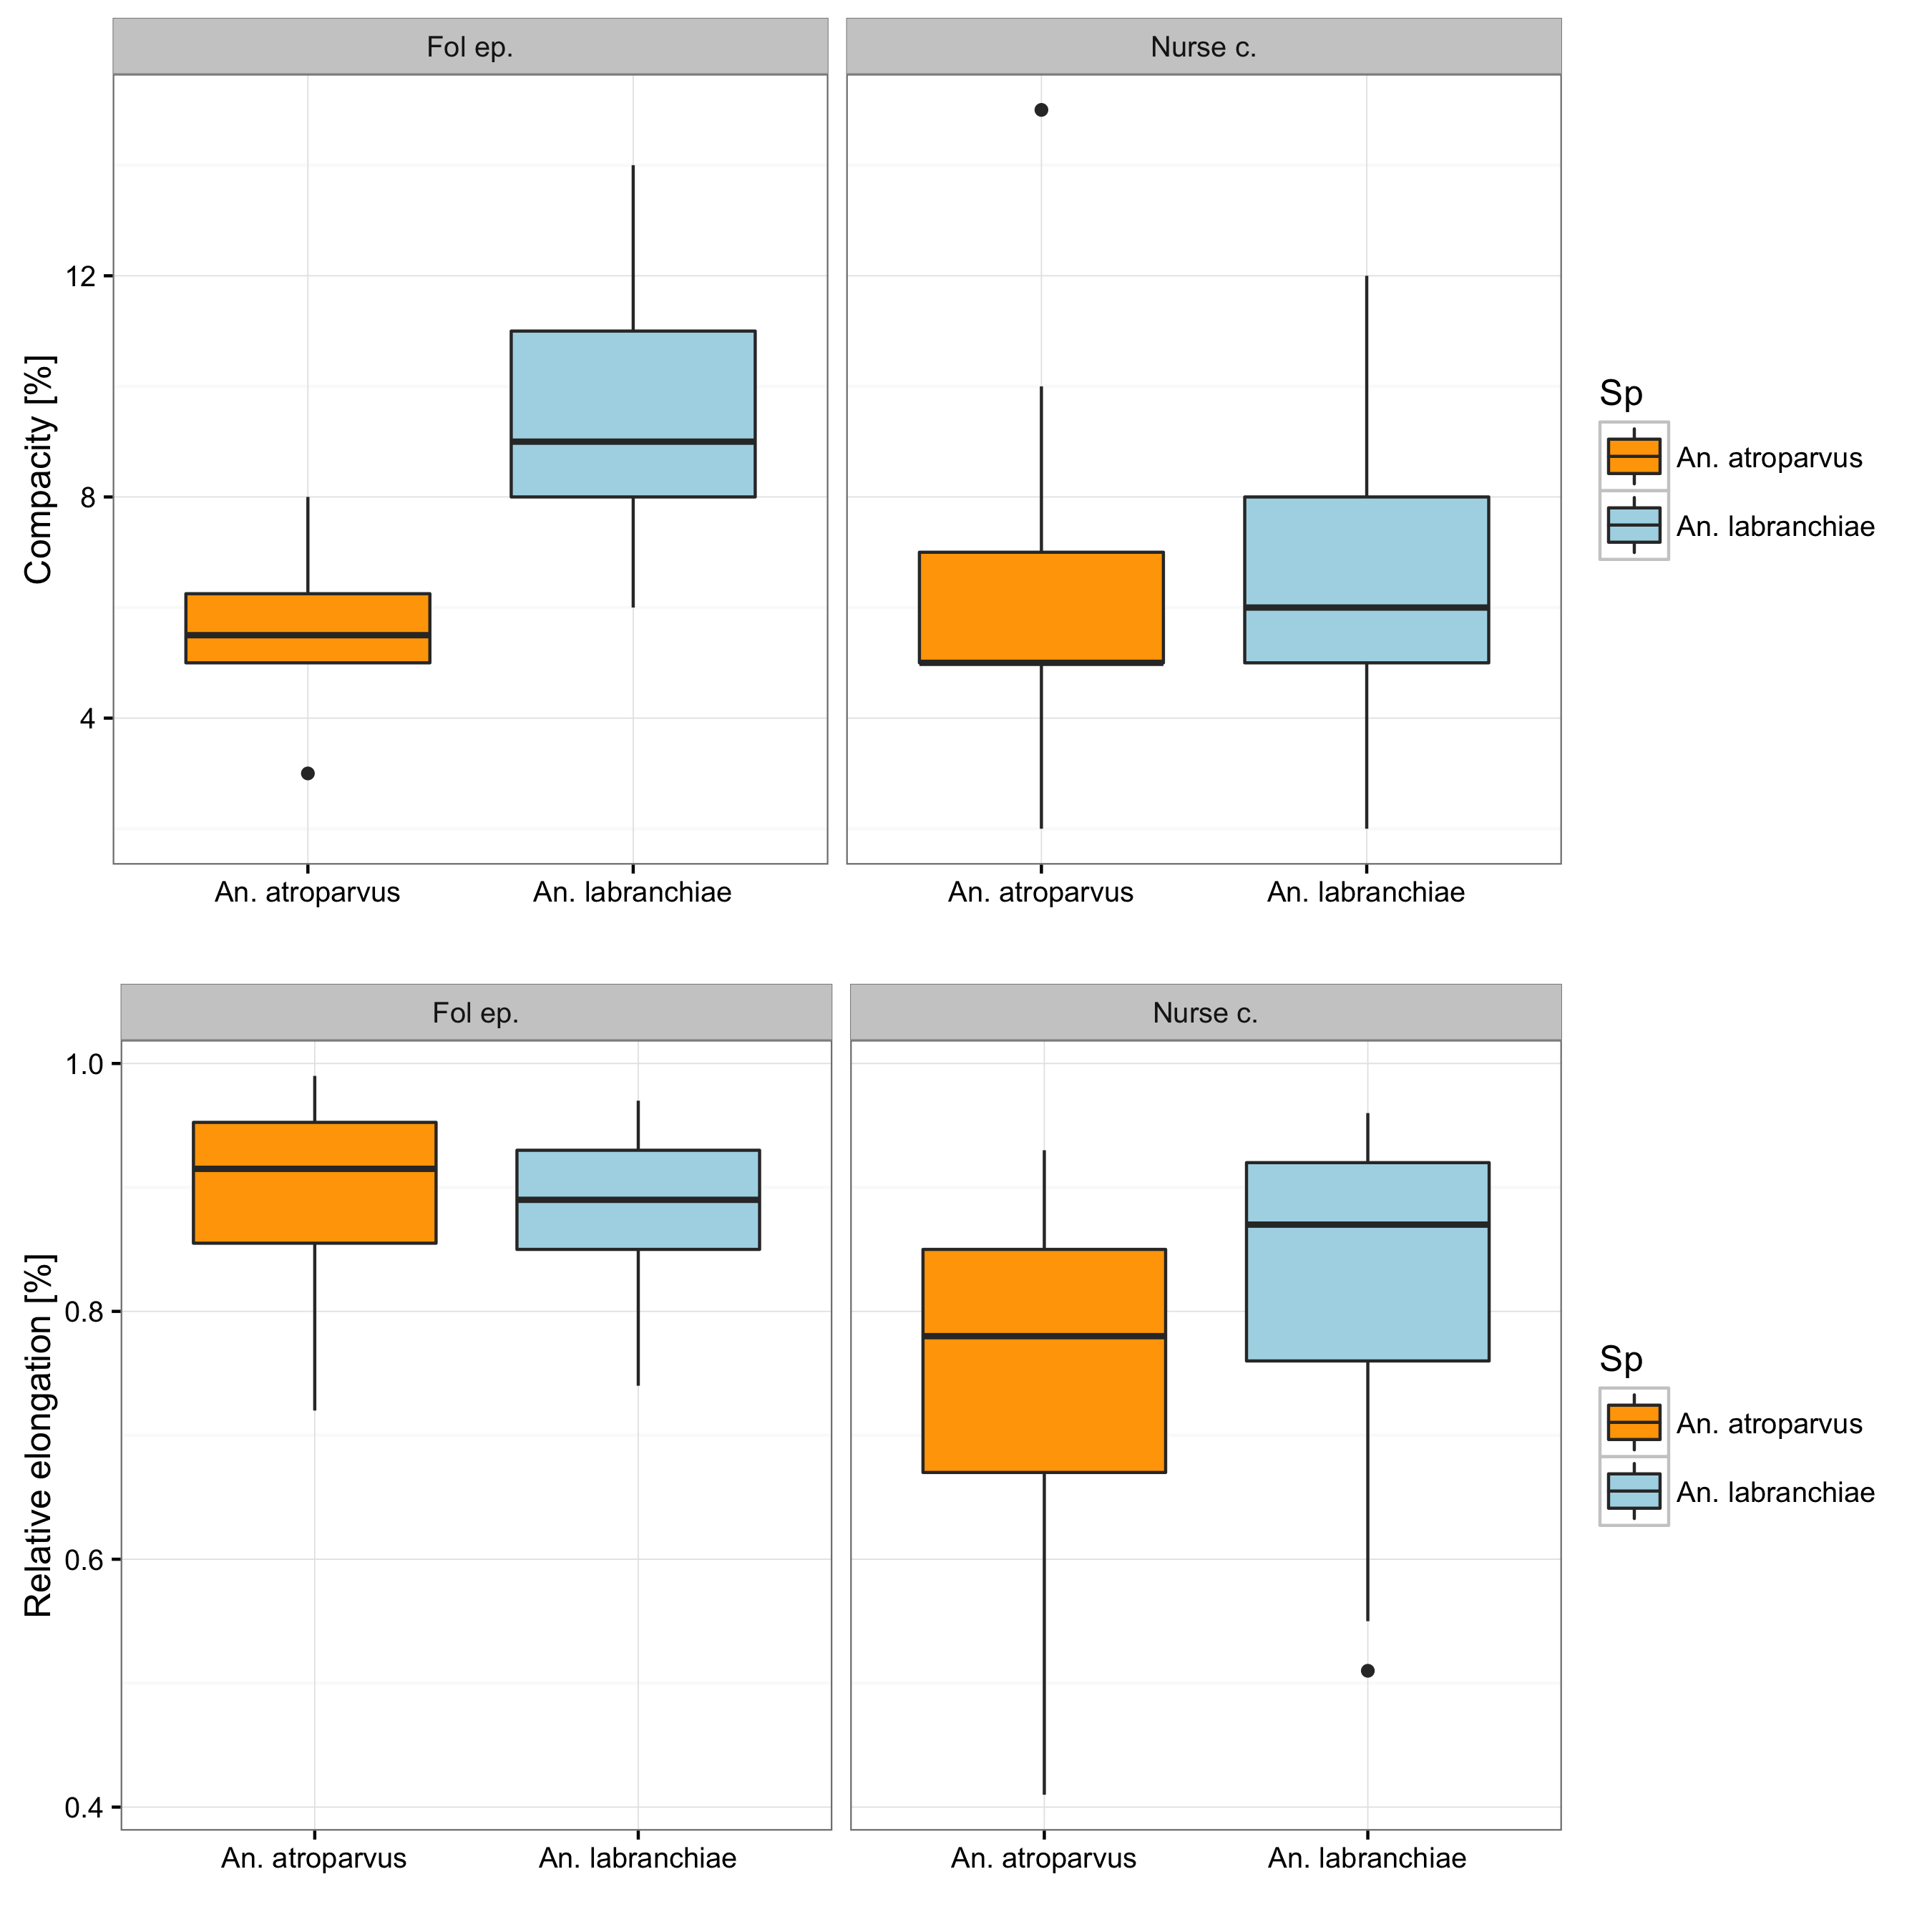 Fol ep.
Nurse c.
Compacity [%]
12
8
4
An. atroparvus
An. labranchiae
An. atroparvus
An. labranchiae
Sp
An. atroparvus
An. labranchiae
Fol ep.
Nurse c.
Relative elongation [%]
1.0
0.8
0.6
0.4
An. atroparvus
An. labranchiae
An. atroparvus
An. labranchiae
Sp
An. atroparvus
An. labranchiae